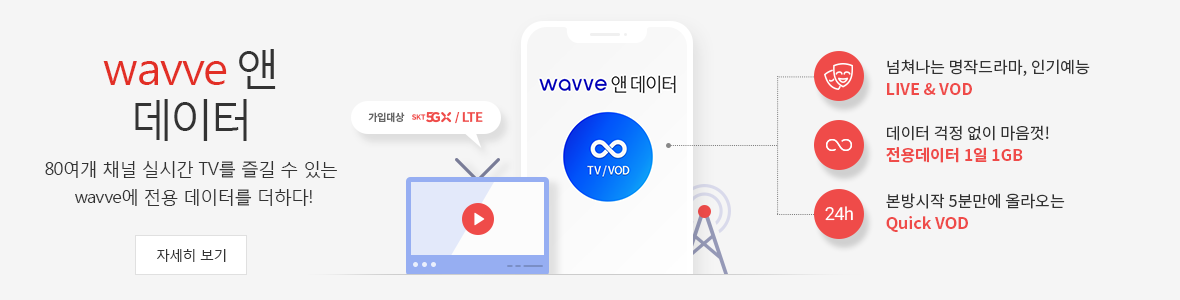 wavve 앤
데이터
80여개 채널 실시간 TV를 즐길 수 있는
wavve에 전용 데이터를 더하다!
자세히 보기
가입대상 SKT 5GX / LTE
wavve 앤 데이터
TV / VOD
넘쳐나는 명작드라마, 인기예능
LIVE & VOD
데이터 걱정 없이 마음껏!
전용데이터 1일 1GB
24h
본방시작 5분만에 올라오는
Quick VOD